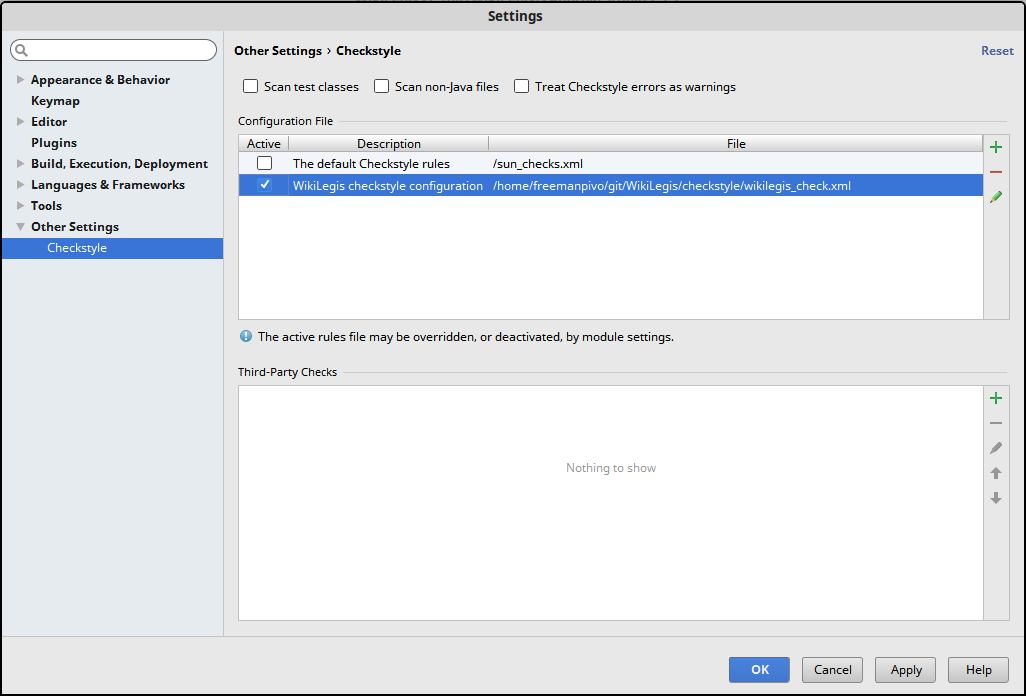 Settings
Other Settings › Checkstyle
Reset
Appearance & Behavior
Keymap
Editor
Plugins
Build, Execution, Deployment
Languages & Frameworks
Tools
Other Settings
Checkstyle
Scan test classes Scan non-Java files Treat Checkstyle errors as warnings
Configuration File
Active Description File
The default Checkstyle rules /sun_checks.xml
WikiLegis checkstyle configuration /home/freemanpivo/git/WikiLegis/checkstyle/wikilegis_check.xml
The active rules file may be overridden, or deactivated, by module settings.
Third-Party Checks
Nothing to show
OK Cancel Apply Help